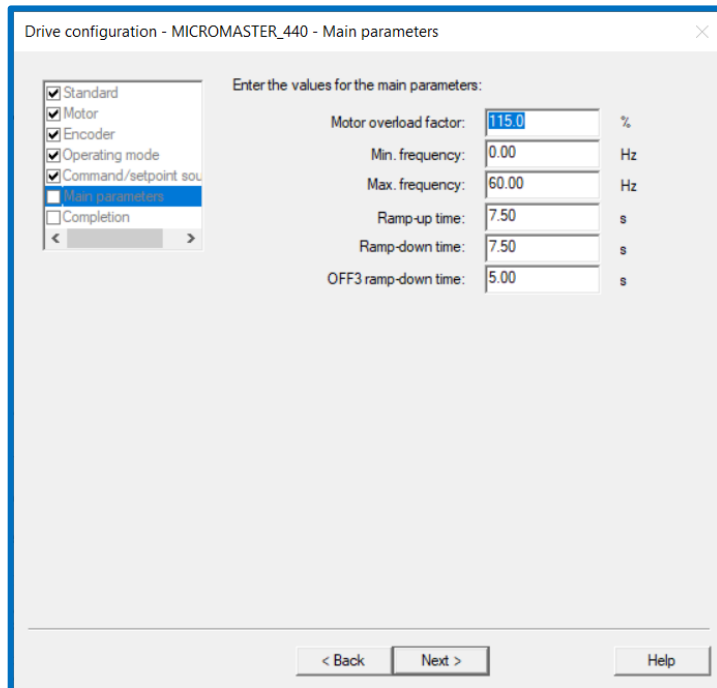 Drive configuration - MICROMASTER_440 - Main parameters
Standard
Motor
Encoder
Operating mode
Command/setpoint sou
Main parameters
Completion
Enter the values for the main parameters:
Motor overload factor: 115.0 %
Min. frequency: 0.00 Hz
Max. frequency: 60.00 Hz
Ramp-up time: 7.50 s
Ramp-down time: 7.50 s
OFF3 ramp-down time: 5.00 s
< Back Next > Help